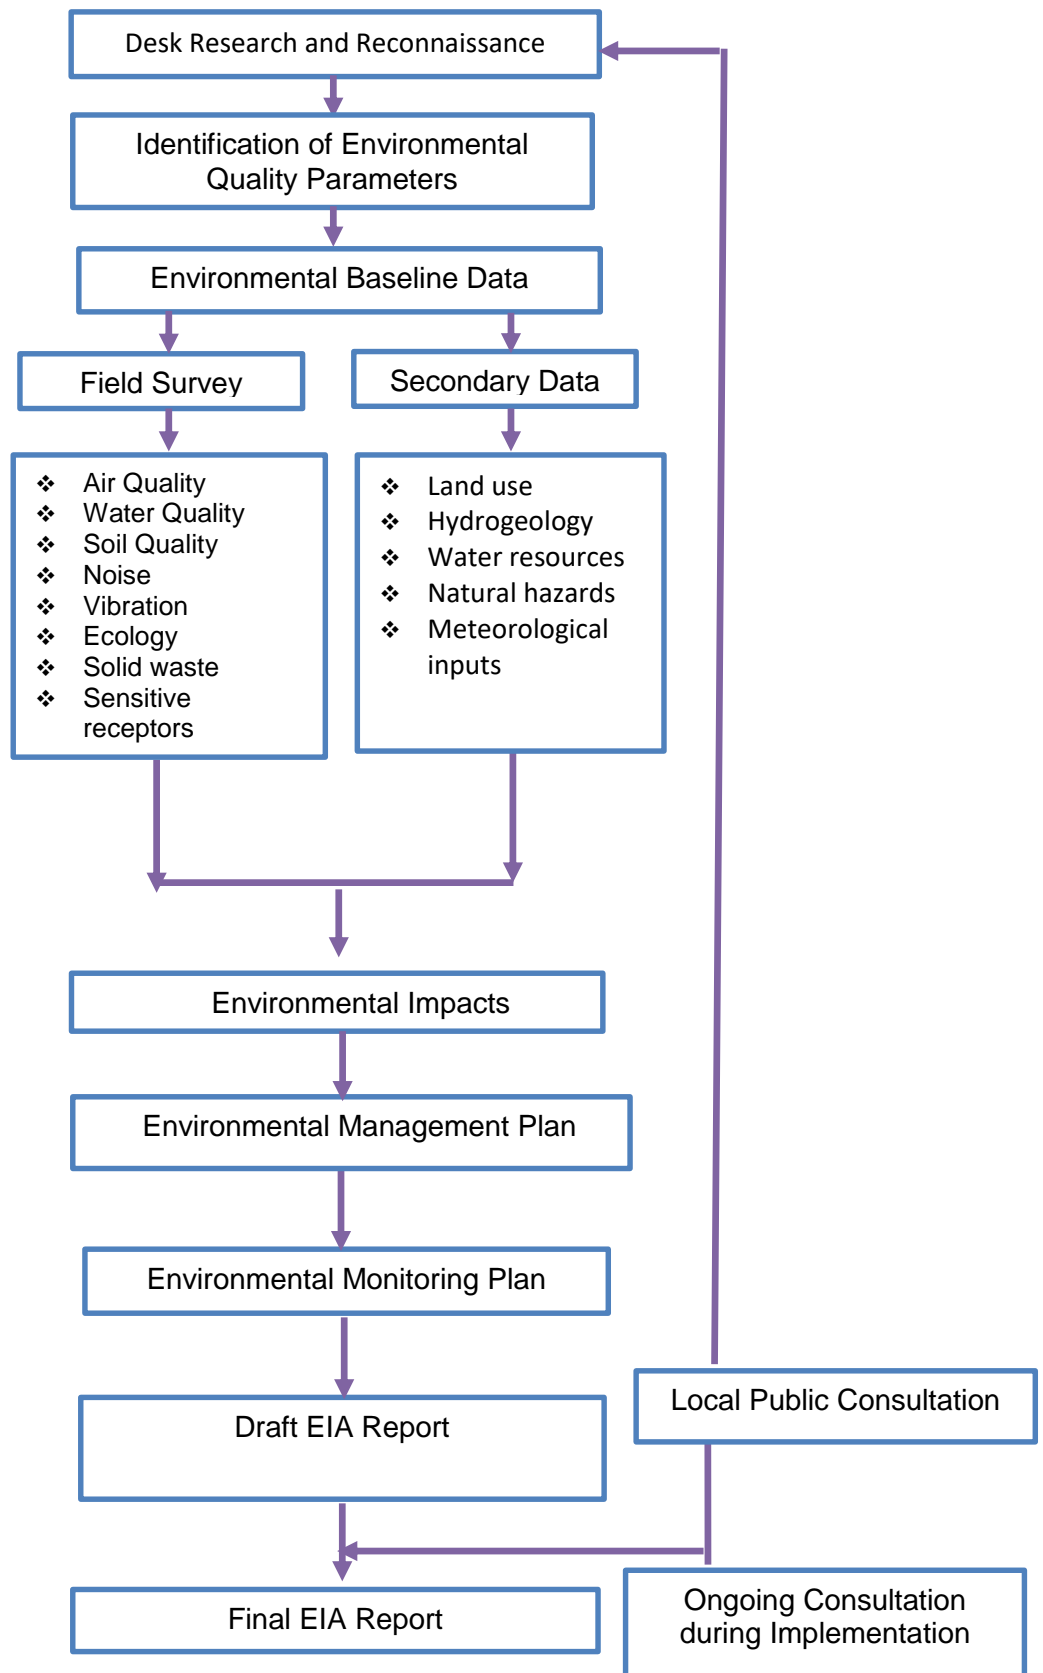 Desk Research and Reconnaissance
Identification of Environmental
Quality Parameters
Environmental Baseline Data
Field Survey
Secondary Data
❖ Air Quality
❖ Water Quality
❖ Soil Quality
❖ Noise
❖ Vibration
❖ Ecology
❖ Solid waste
❖ Sensitive
receptors
❖ Land use
❖ Hydrogeology
❖ Water resources
❖ Natural hazards
❖ Meteorological
inputs
Environmental Impacts
Environmental Management Plan
Environmental Monitoring Plan
Local Public Consultation
Draft EIA Report
Final EIA Report
Ongoing Consultation
during Implementation